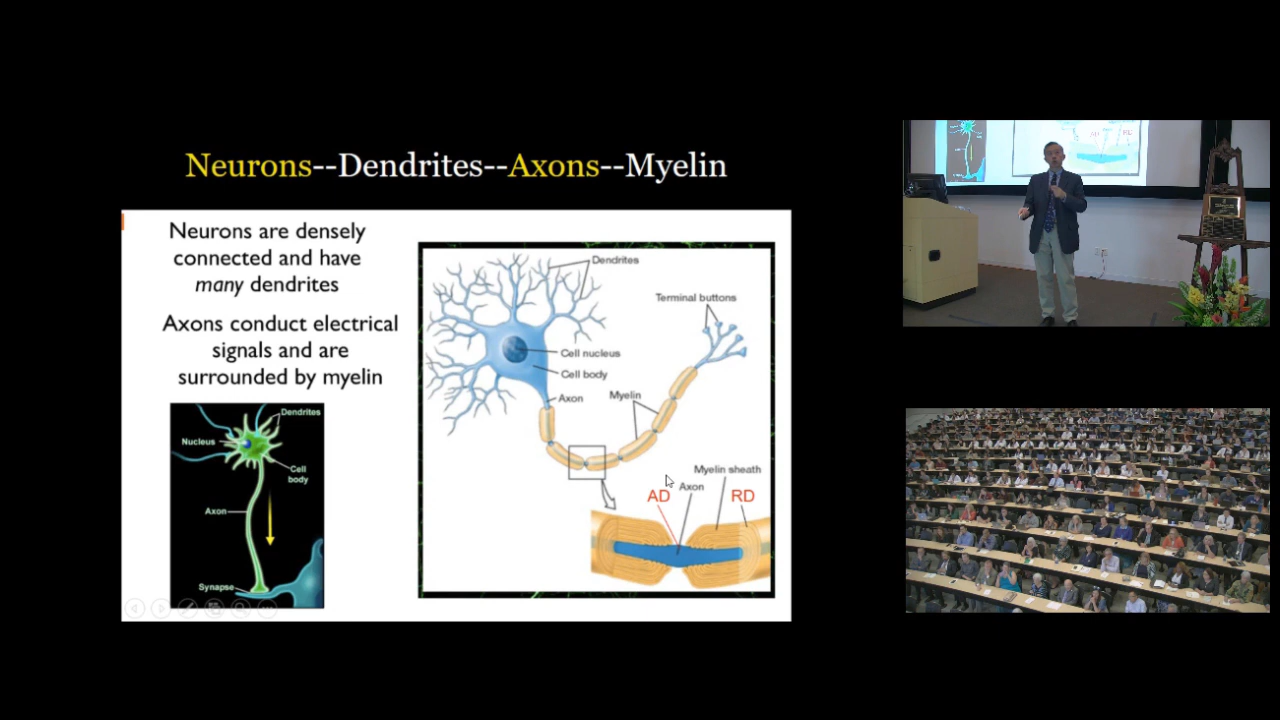 Neurons--Dendrites--Axons--Myelin
Neurons are densely
connected and have
many dendrites
Axons conduct electrical
signals and are
surrounded by myelin
Dendrites
Nucleus
Cell
body
Axon
Synapse
Dendrites
Terminal buttons
Cell nucleus
Cell body
Axon
Myelin
Myelin sheath
Axon
AD
RD
AD
RD